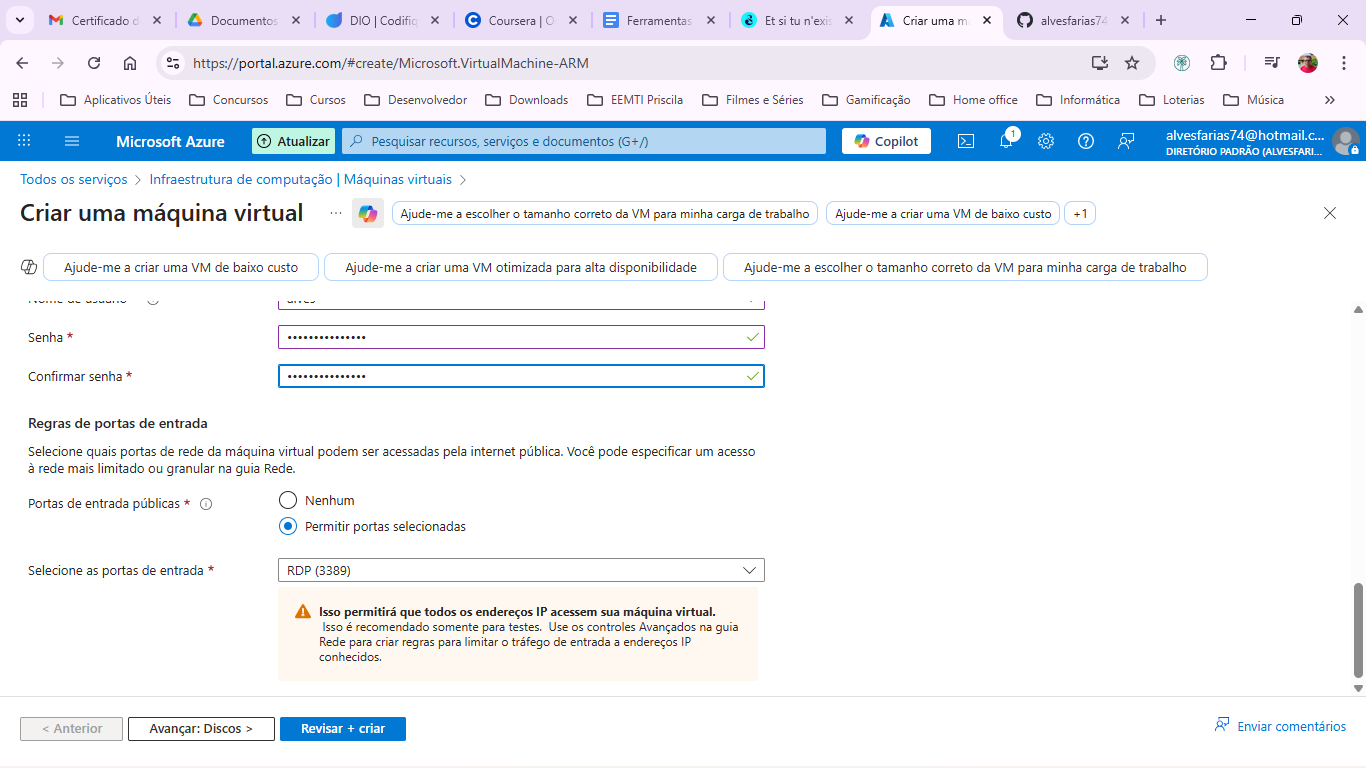 Certificado d
Documentos
DIO | Codifiq
Coursera | O
Ferramentas
Et si tu n'exis
Criar uma m
alvesfarias74
https://portal.azure.com/#create/Microsoft.VirtualMachine-ARM
Aplicativos Úteis
Concursos
Cursos
Desenvolvedor
Downloads
EEMTI Priscila
Filmes e Séries
Gamificação
Home office
Informática
Loterias
Música
Microsoft Azure
Atualizar
Pesquisar recursos, serviços e documentos (G+/)
Copilot
1
alvesfarias74@hotmail.c...
DIRETÓRIO PADRÃO (ALVESFARI...
Todos os serviços > Infraestrutura de computação | Máquinas virtuais >
Criar uma máquina virtual ...
Ajude-me a escolher o tamanho correto da VM para minha carga de trabalho
Ajude-me a criar uma VM de baixo custo
+1
Ajude-me a criar uma VM de baixo custo
Ajude-me a criar uma VM otimizada para alta disponibilidade
Ajude-me a escolher o tamanho correto da VM para minha carga de trabalho
Nome de usuário
alves
Senha *
•••••••••••••••
Confirmar senha *
•••••••••••••••
Regras de portas de entrada
Selecione quais portas de rede da máquina virtual podem ser acessadas pela internet pública. Você pode especificar um acesso
à rede mais limitado ou granular na guia Rede.
Portas de entrada públicas *
Nenhum
Permitir portas selecionadas
Selecione as portas de entrada *
RDP (3389)
Isso permitirá que todos os endereços IP acessem sua máquina virtual.
Isso é recomendado somente para testes. Use os controles Avançados na guia
Rede para criar regras para limitar o tráfego de entrada a endereços IP
conhecidos.
< Anterior
Avançar: Discos >
Revisar + criar
Enviar comentários